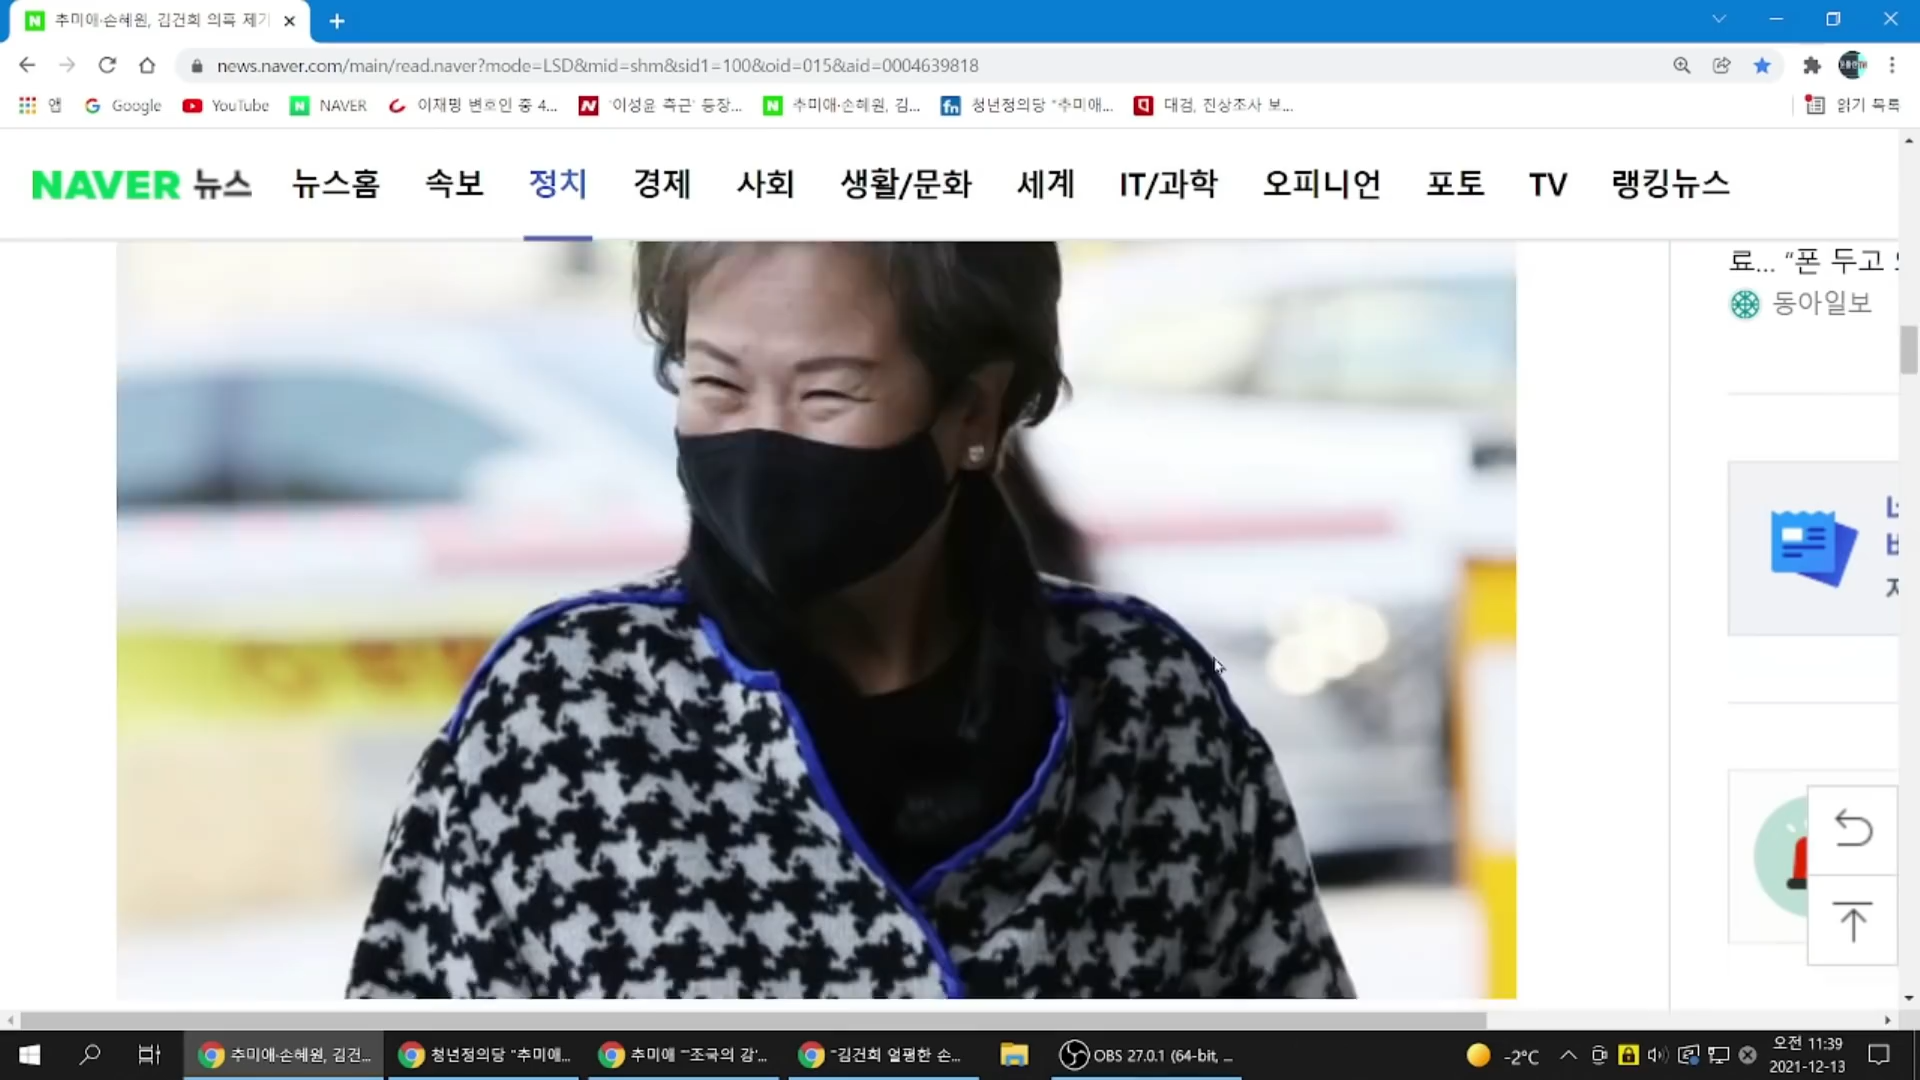 추미애·손혜원, 김건희 의혹 제기
news.naver.com/main/read.naver?mode=LSD&mid=shm&sid1=100&oid=015&aid=0004639818
앱 Google YouTube NAVER 이재명 변호인 중 4... '이성윤 측근' 등장... 추미애·손혜원, 김... 청년정의당 "추미애... 대검, 진상조사 보... 읽기 목록
NAVER 뉴스 뉴스홈 속보 정치 경제 사회 생활/문화 세계 IT/과학 오피니언 포토 TV 랭킹뉴스
료... “폰 두고
동아일보
추미애·손혜원, 김건... 청년정의당 "추미애... 추미애 "'조국의 강'... "김건희 얼평한 손... OBS 27.0.1 (64-bit, ... -2°C 오전 11:39
2021-12-13